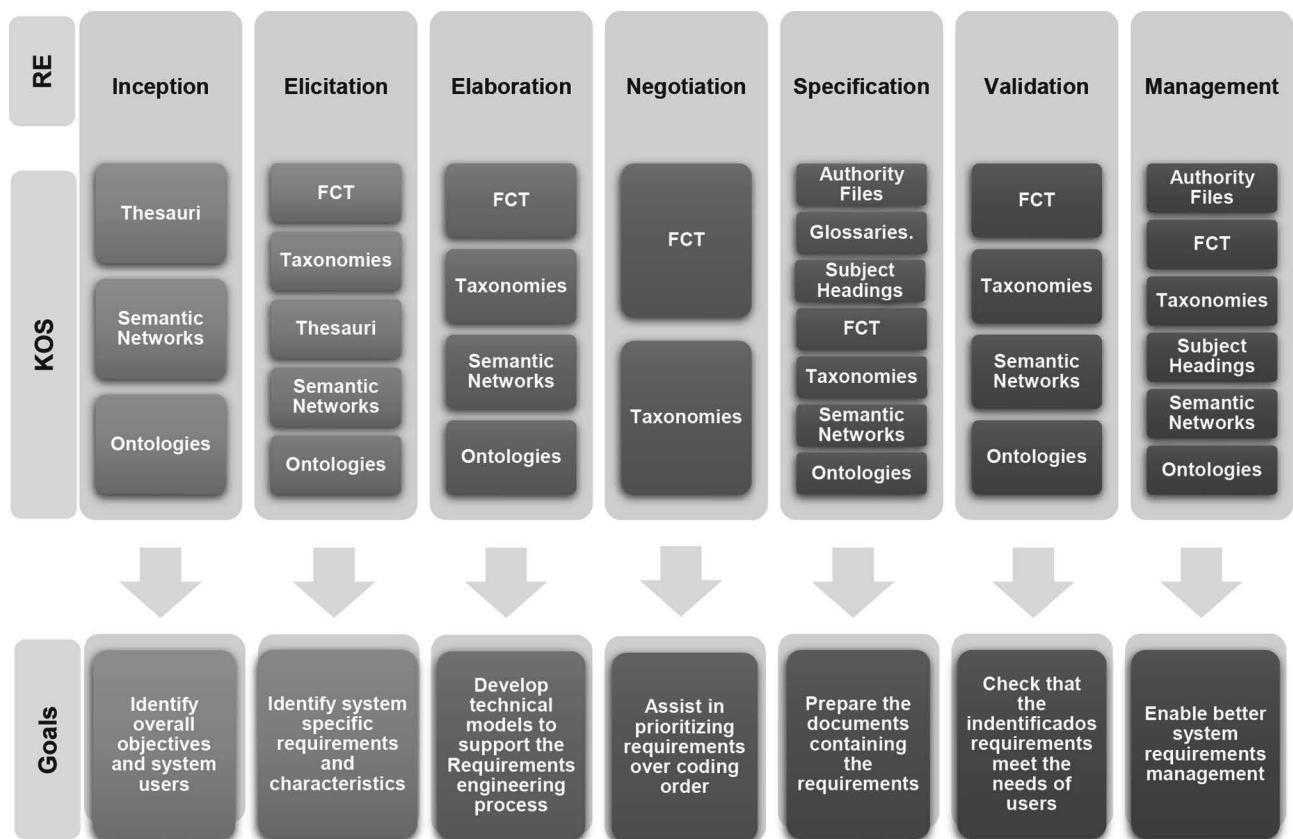 RE
Inception
Elicitation
Elaboration
Negotiation
Specification
Validation
Management
KOS
Thesauri
Semantic
Networks
Ontologies
FCT
Taxonomies
Thesauri
Semantic
Networks
Ontologies
FCT
Taxonomies
Semantic
Networks
Ontologies
FCT
Taxonomies
Authority
Files
Glossaries.
Subject
Headings
FCT
Taxonomies
Semantic
Networks
Ontologies
FCT
Taxonomies
Semantic
Networks
Ontologies
Authority
Files
FCT
Taxonomies
Subject
Headings
Semantic
Networks
Ontologies
Goals
Identify
overall
objectives
and system
users
Identify system
specific
requirements
and
characteristics
Develop
technical
models to
support the
Requirements
engineering
process
Assist in
prioritizing
requirements
over coding
order
Prepare the
documents
containing
the
requirements
Check that
the
indentificados
requirements
meet the
needs of
users
Enable better
system
requirements
management